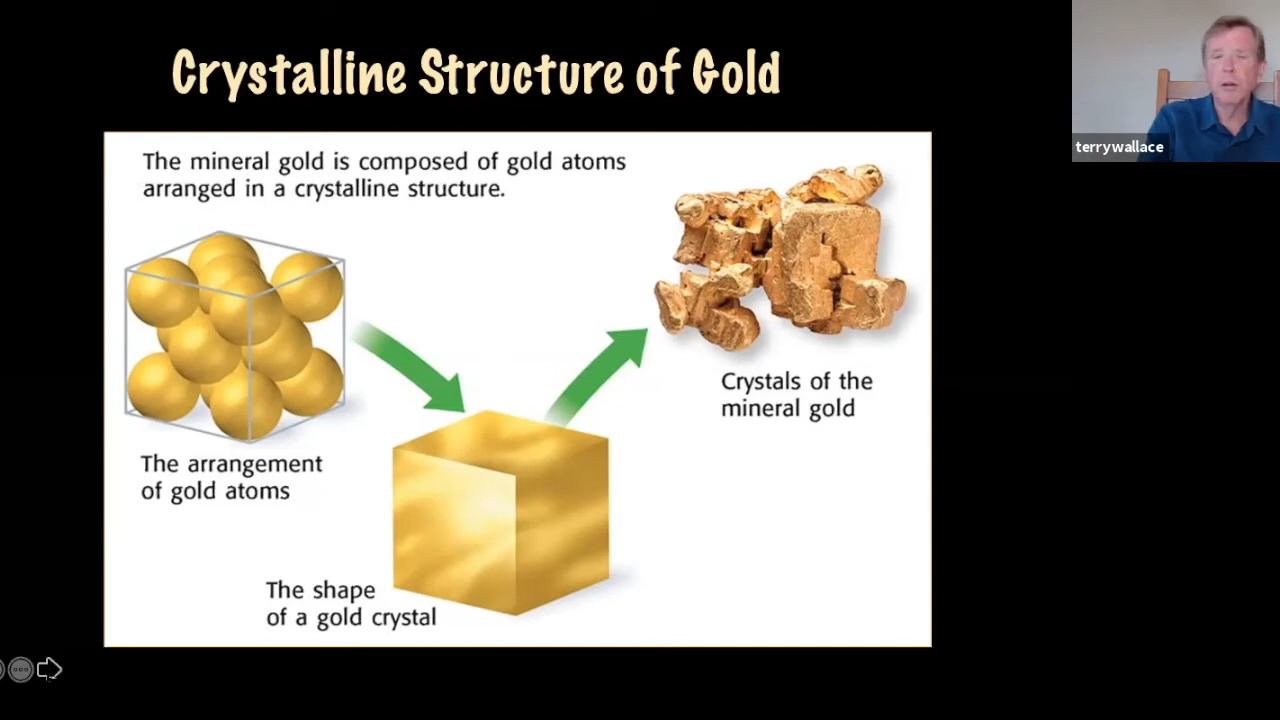 Crystalline Structure of Gold
terrywallace
The mineral gold is composed of gold atoms
arranged in a crystalline structure.
Crystals of the
mineral gold
The arrangement
of gold atoms
The shape
of a gold crystal